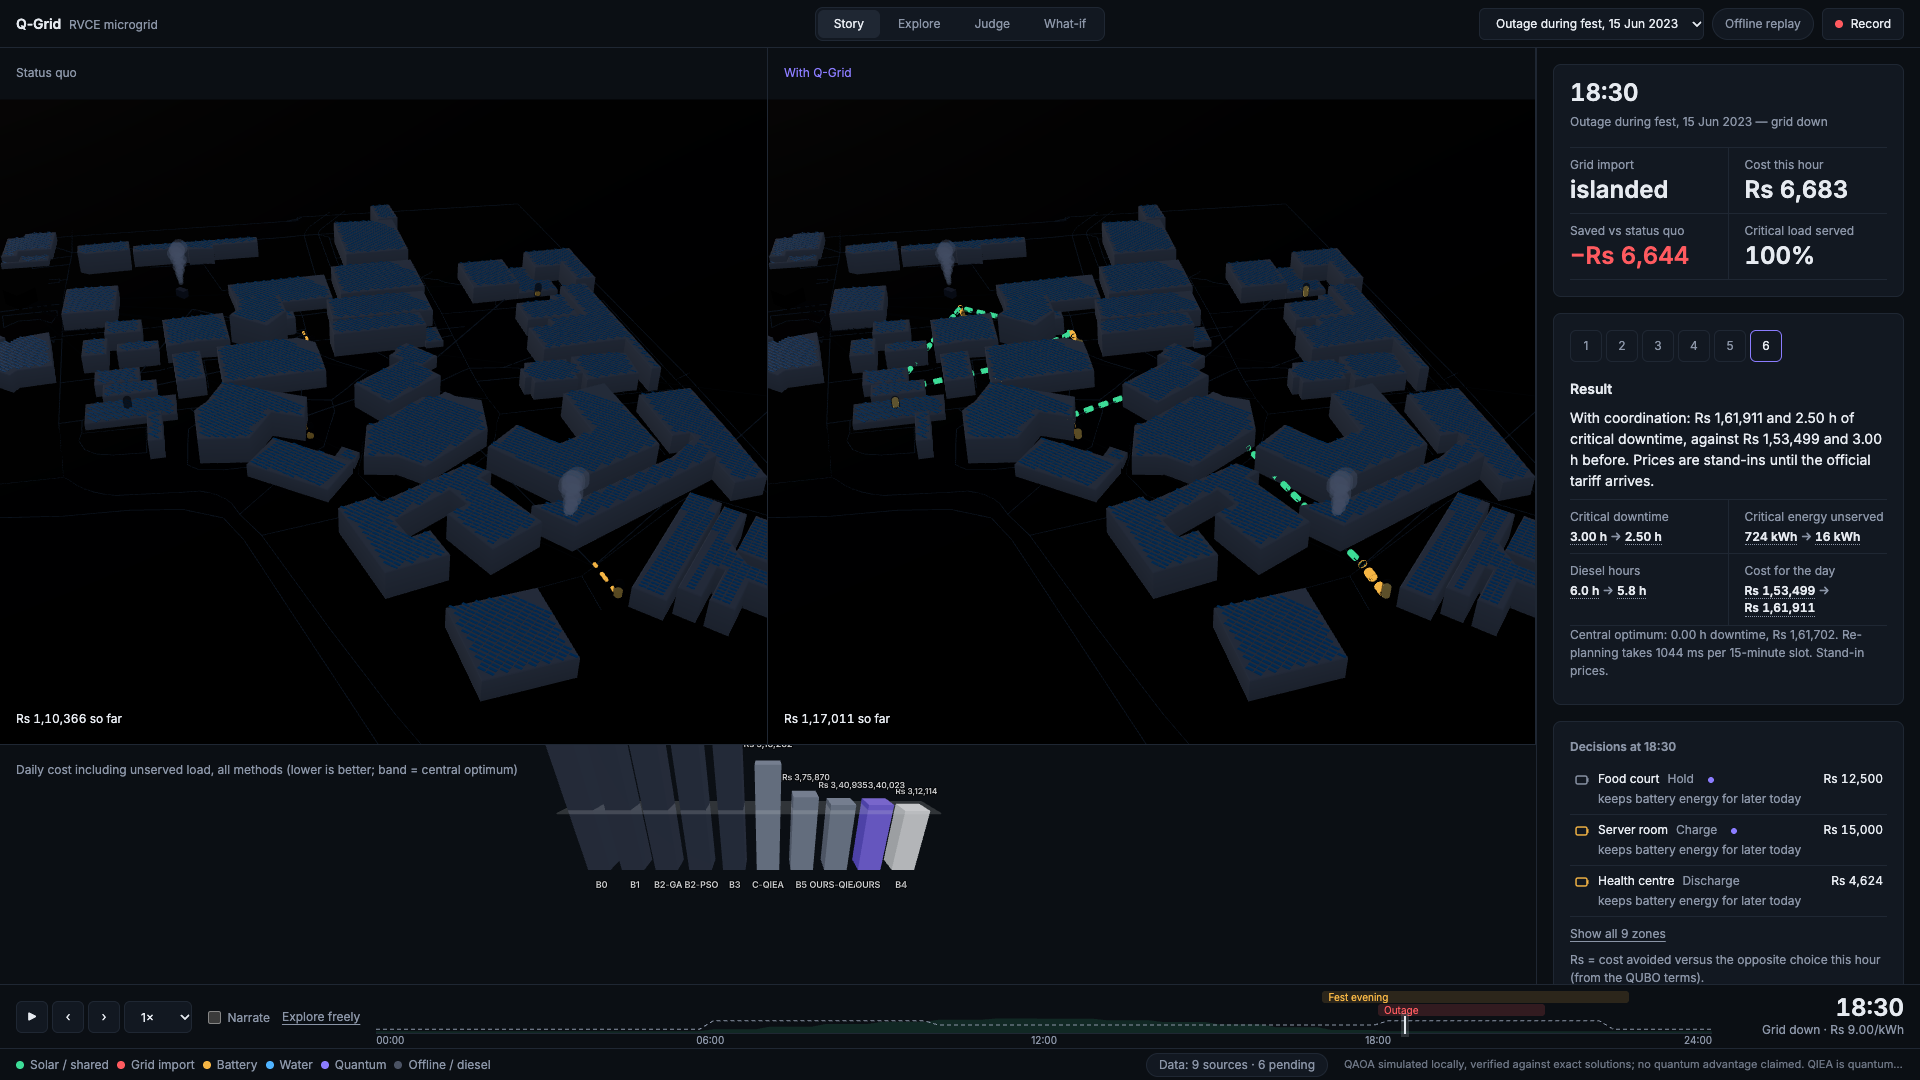 Q-Grid RVCE microgrid
Story Explore Judge What-if
Outage during fest, 15 Jun 2023
Offline replay
Record
Status quo
With Q-Grid
Rs 1,10,366 so far
Rs 1,17,011 so far
18:30
Outage during fest, 15 Jun 2023 — grid down
Grid import
islanded
Cost this hour
Rs 6,683
Saved vs status quo
−Rs 6,644
Critical load served
100%
1 2 3 4 5 6
Result
With coordination: Rs 1,61,911 and 2.50 h of
critical downtime, against Rs 1,53,499 and 3.00
h before. Prices are stand-ins until the official
tariff arrives.
Critical downtime
3.00 h → 2.50 h
Critical energy unserved
724 kWh → 16 kWh
Diesel hours
6.0 h → 5.8 h
Cost for the day
Rs 1,53,499 →
Rs 1,61,911
Central optimum: 0.00 h downtime, Rs 1,61,702. Re-
planning takes 1044 ms per 15-minute slot. Stand-in
prices.
Decisions at 18:30
Food court Hold Rs 12,500
keeps battery energy for later today
Server room Charge Rs 15,000
keeps battery energy for later today
Health centre Discharge Rs 4,624
keeps battery energy for later today
Show all 9 zones
Rs = cost avoided versus the opposite choice this hour
(from the QUBO terms).
Daily cost including unserved load, all methods (lower is better; band = central optimum)
Rs 3,75,870
Rs 3,40,935
3,40,023
Rs 3,12,114
B0 B1 B2-GA B2-PSO B3 C-QIEA B5 OURS-QIEA OURS B4
1×
Narrate
Explore freely
Fest evening
Outage
00:00 06:00 12:00 18:00 24:00
18:30
Grid down · Rs 9.00/kWh
Solar / shared
Grid import
Battery
Water
Quantum
Offline / diesel
Data: 9 sources · 6 pending
QAOA simulated locally, verified against exact solutions; no quantum advantage claimed. QIEA is quantum...